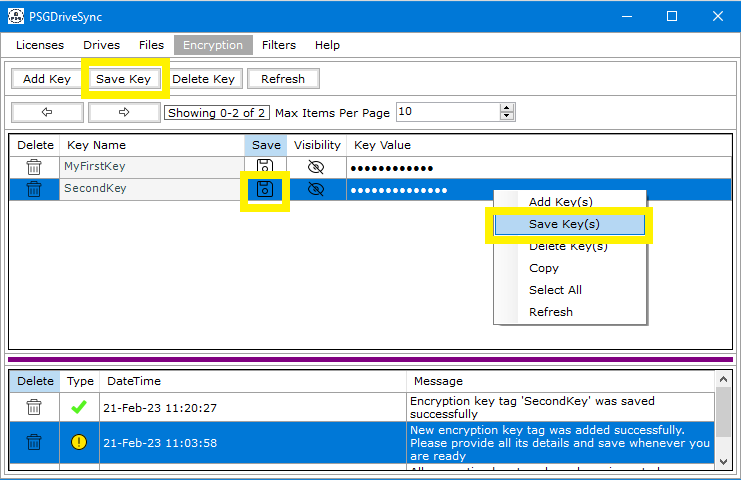 PSGDriveSync
Licenses Drives Files Encryption Filters Help
Add Key Save Key Delete Key Refresh
Showing 0-2 of 2 Max Items Per Page 10
Delete Key Name Save Visibility Key Value
MyFirstKey ●●●●●●●●●●●●
SecondKey ●●●●●●●●●●●●●●
Add Key(s)
Save Key(s)
Delete Key(s)
Copy
Select All
Refresh
Delete Type DateTime Message
21-Feb-23 11:20:27
Encryption key tag 'SecondKey' was saved
successfully
21-Feb-23 11:03:58
New encryption key tag was added successfully.
Please provide all its details and save whenever you
are ready